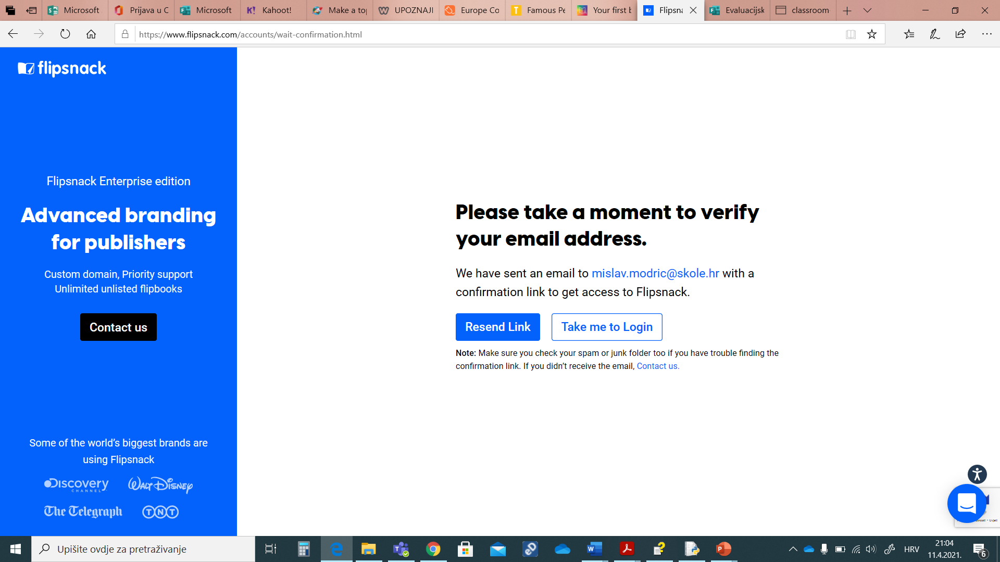 Microsoft
Prijava u C
Microsoft
K! Kahoot!
Make a to
UPOZNAJI
Europe Co
T Famous Pe
Your first b
Flipsna
Evaluacijsk
classroom
https://www.flipsnack.com/accounts/wait-confirmation.html
flipsnack
Flipsnack Enterprise edition
Advanced branding
for publishers
Custom domain, Priority support
Unlimited unlisted flipbooks
Contact us
Some of the world's biggest brands are
using Flipsnack
Discovery
CHANNEL
WALT DISNEY
The Telegraph
TNT
Please take a moment to verify
your email address.
We have sent an email to mislav.modric@skole.hr with a
confirmation link to get access to Flipsnack.
Resend Link
Take me to Login
Note: Make sure you check your spam or junk folder too if you have trouble finding the
confirmation link. If you didn't receive the email, Contact us.
Uvjeti
Upišite ovdje za pretraživanje
HRV
21:04
11.4.2021.
6